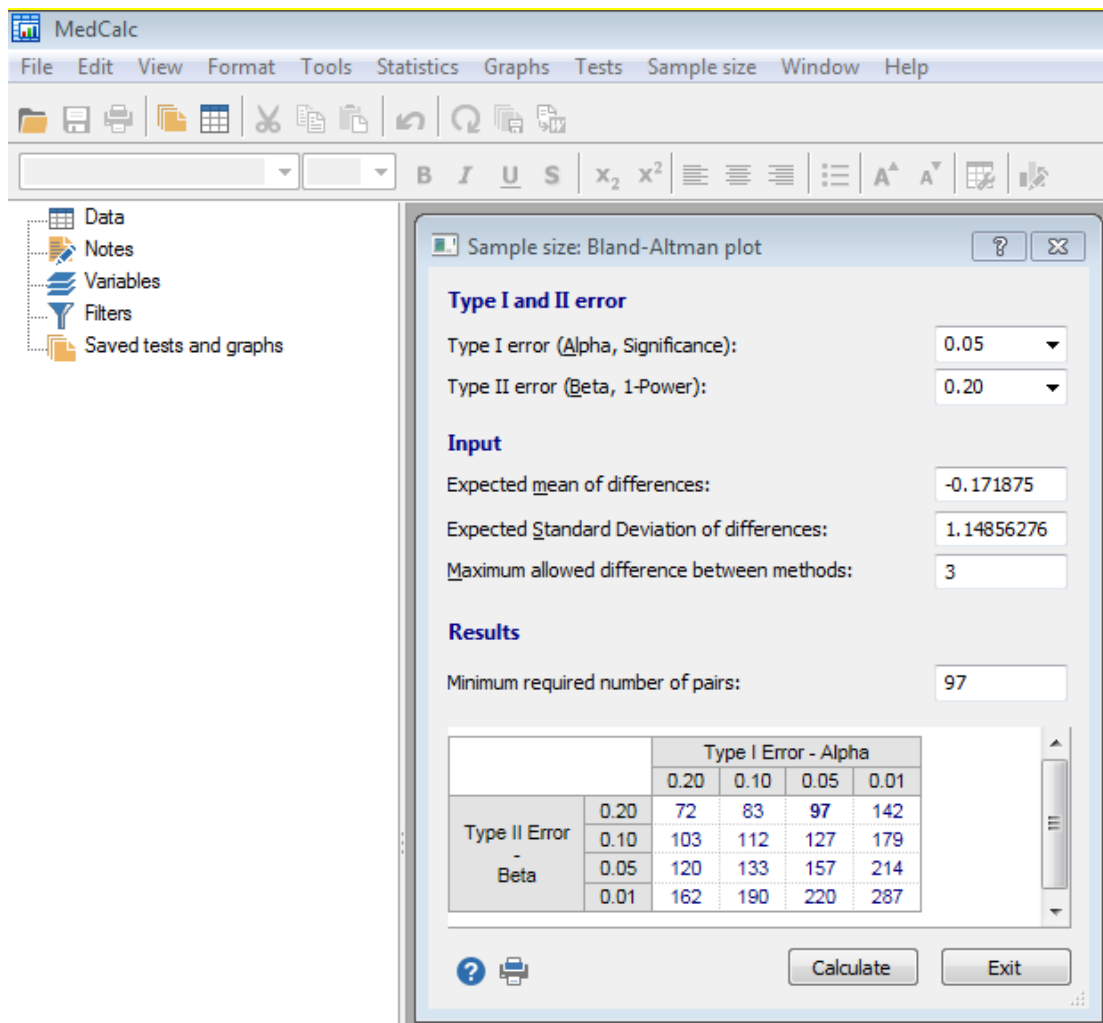 MedCalc
File Edit View Format Tools Statistics Graphs Tests Sample size Window Help
B I U S x₂ x² A A
Data
Notes
Variables
Filters
Saved tests and graphs
Sample size: Bland-Altman plot
Type I and II error
Type I error (Alpha, Significance): 0.05
Type II error (Beta, 1-Power): 0.20
Input
Expected mean of differences: -0.171875
Expected Standard Deviation of differences: 1.14856276
Maximum allowed difference between methods: 3
Results
Minimum required number of pairs: 97
Type I Error - Alpha
0.20 0.10 0.05 0.01
Type II Error - Beta
0.20 72 83 97 142
0.10 103 112 127 179
0.05 120 133 157 214
0.01 162 190 220 287
Calculate Exit